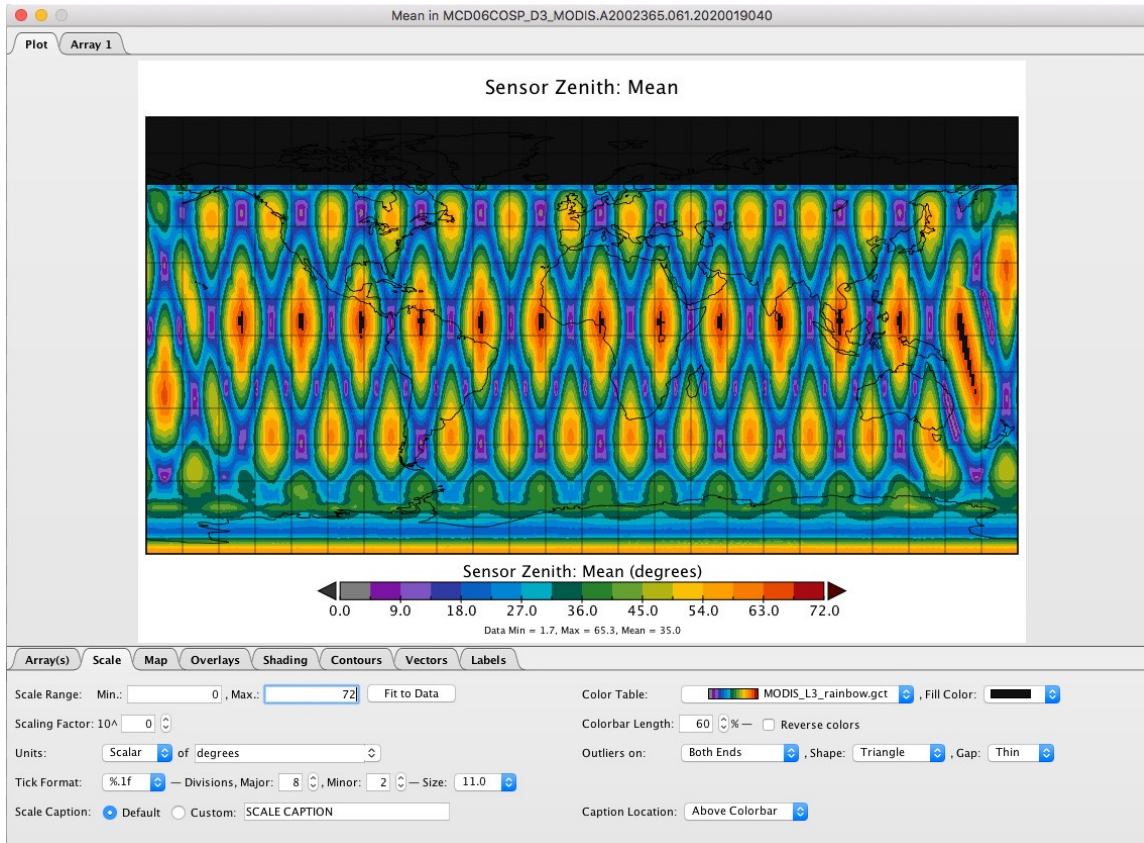 Mean in MCD06COSP_D3_MODIS.A2002365.061.2020019040
Plot Array 1
Sensor Zenith: Mean
Sensor Zenith: Mean (degrees)
0.0 9.0 18.0 27.0 36.0 45.0 54.0 63.0 72.0
Data Min = 1.7, Max = 65.3, Mean = 35.0
Array(s) Scale Map Overlays Shading Contours Vectors Labels
Scale Range: Min.: 0 , Max.: 72 Fit to Data Color Table: MODIS_L3_rainbow.gct , Fill Color:
Scaling Factor: 10^ 0 Colorbar Length: 60 % — Reverse colors
Units: Scalar of degrees Outliers on: Both Ends , Shape: Triangle , Gap: Thin
Tick Format: %.1f — Divisions, Major: 8 , Minor: 2 — Size: 11.0
Scale Caption: Default Custom: SCALE CAPTION Caption Location: Above Colorbar